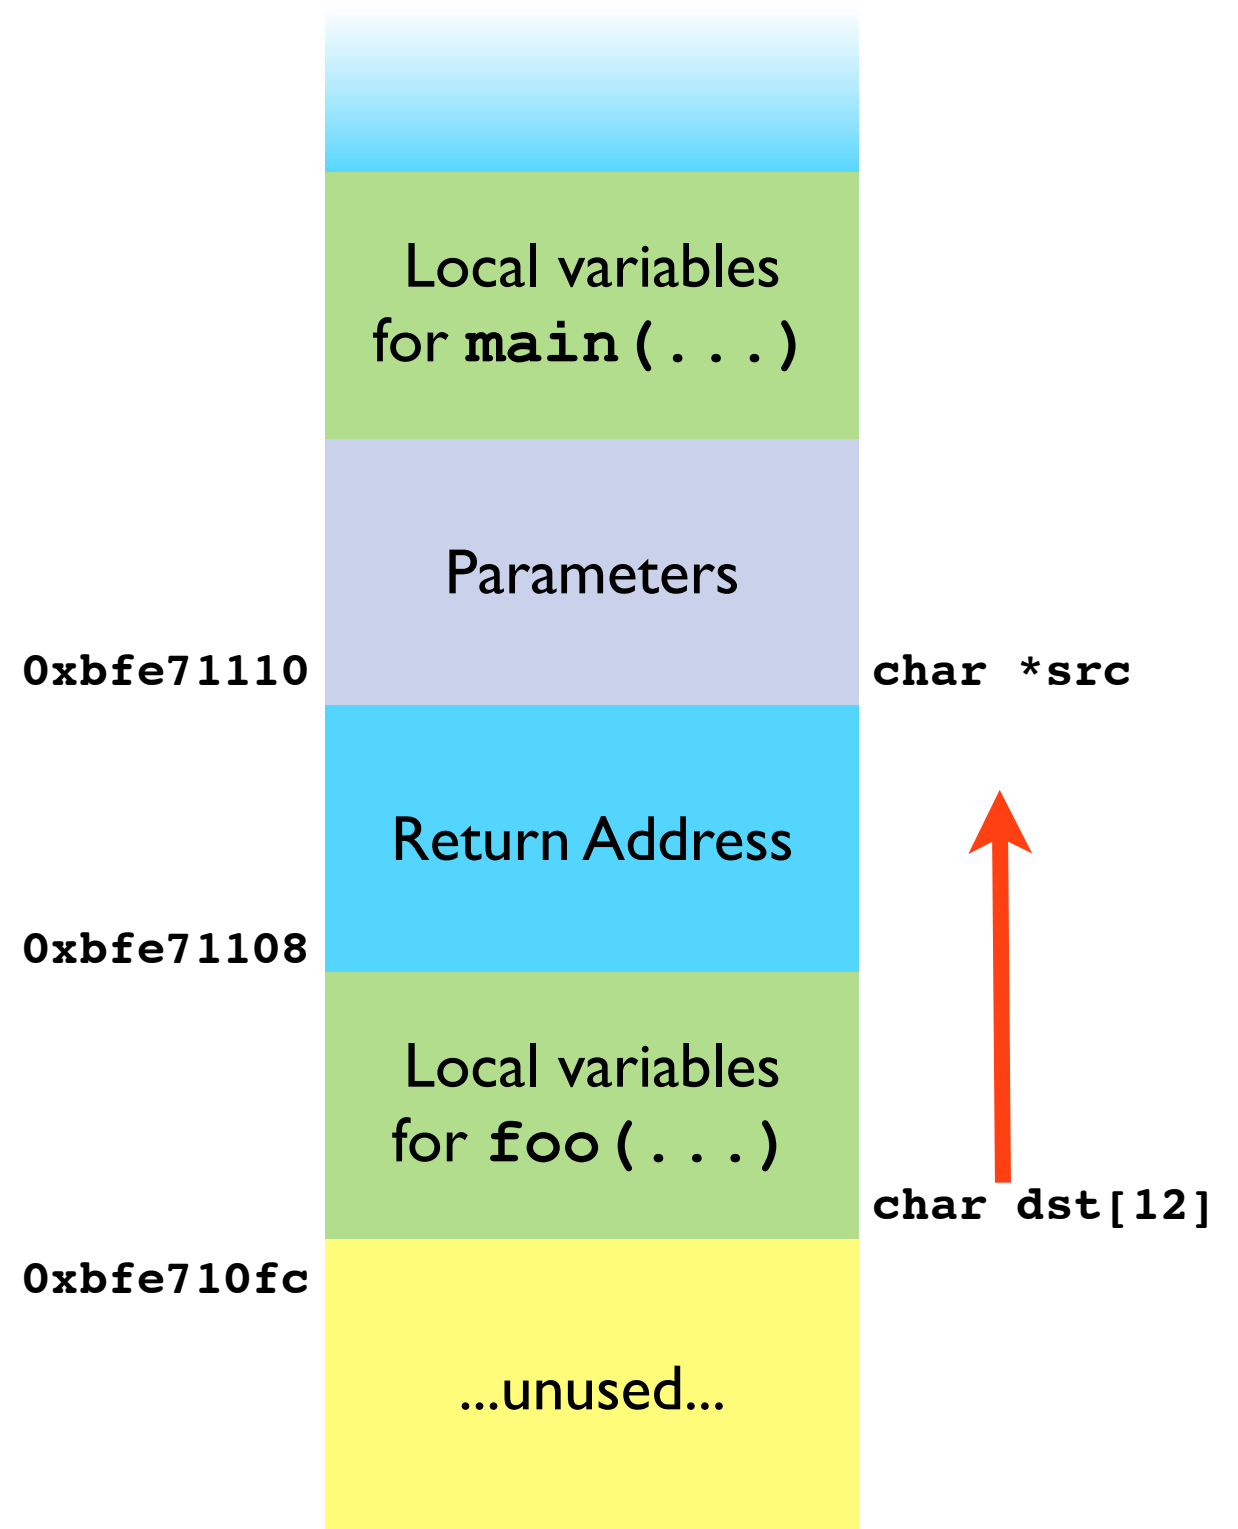 Local variables
for main(...)
Parameters
0xbfe71110
char *src
Return Address
0xbfe71108
Local variables
for foo(...)
char dst[12]
0xbfe710fc
...unused...